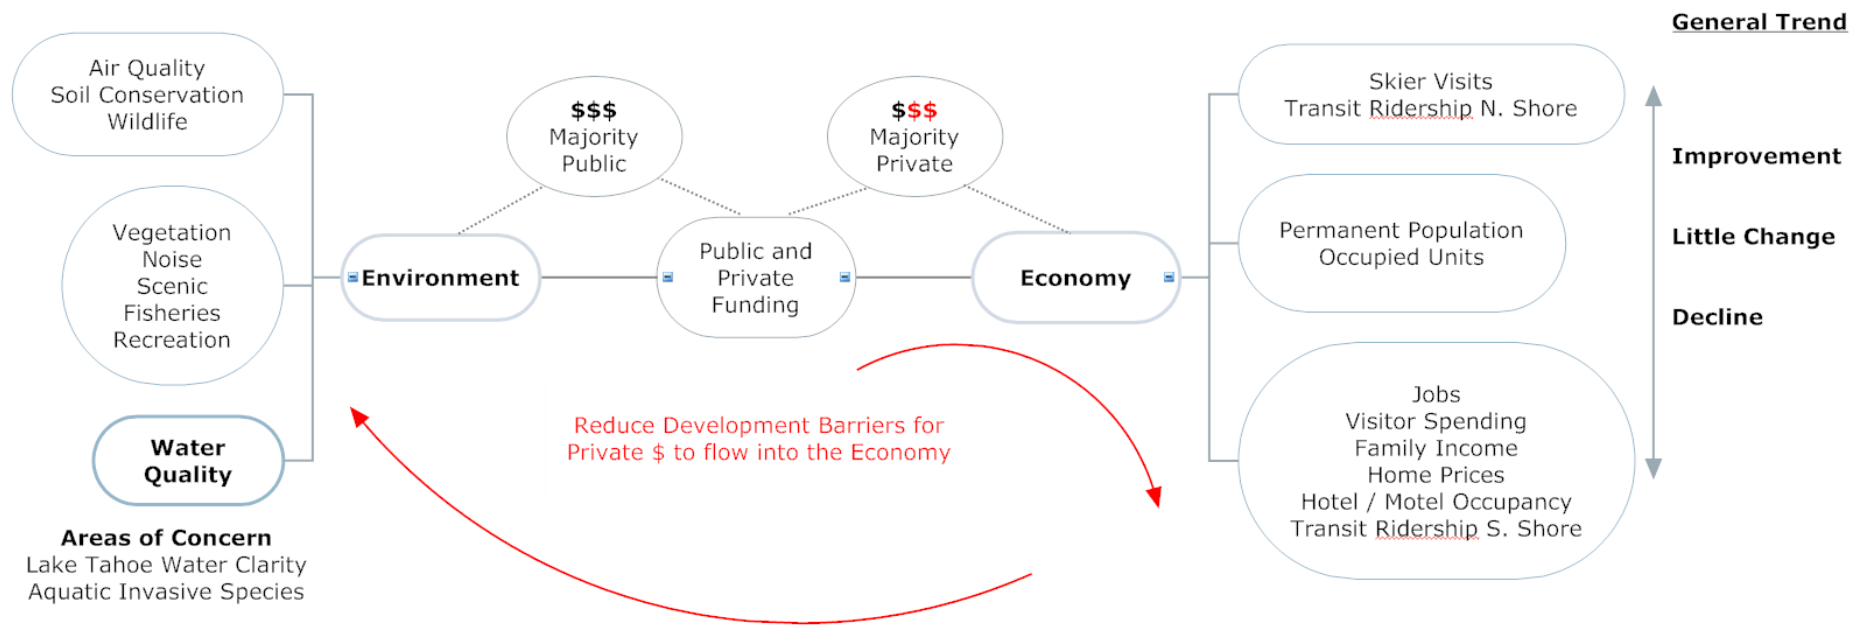 General Trend
Air Quality
Soil Conservation
Wildlife
$$$
Majority
Public
$$$
Majority
Private
Skier Visits
Transit Ridership N. Shore
Improvement
Vegetation
Noise
Scenic
Fisheries
Recreation
Environment
Public and
Private
Funding
Economy
Permanent Population
Occupied Units
Little Change
Decline
Water
Quality
Reduce Development Barriers for
Private $ to flow into the Economy
Jobs
Visitor Spending
Family Income
Home Prices
Hotel / Motel Occupancy
Transit Ridership S. Shore
Areas of Concern
Lake Tahoe Water Clarity
Aquatic Invasive Species